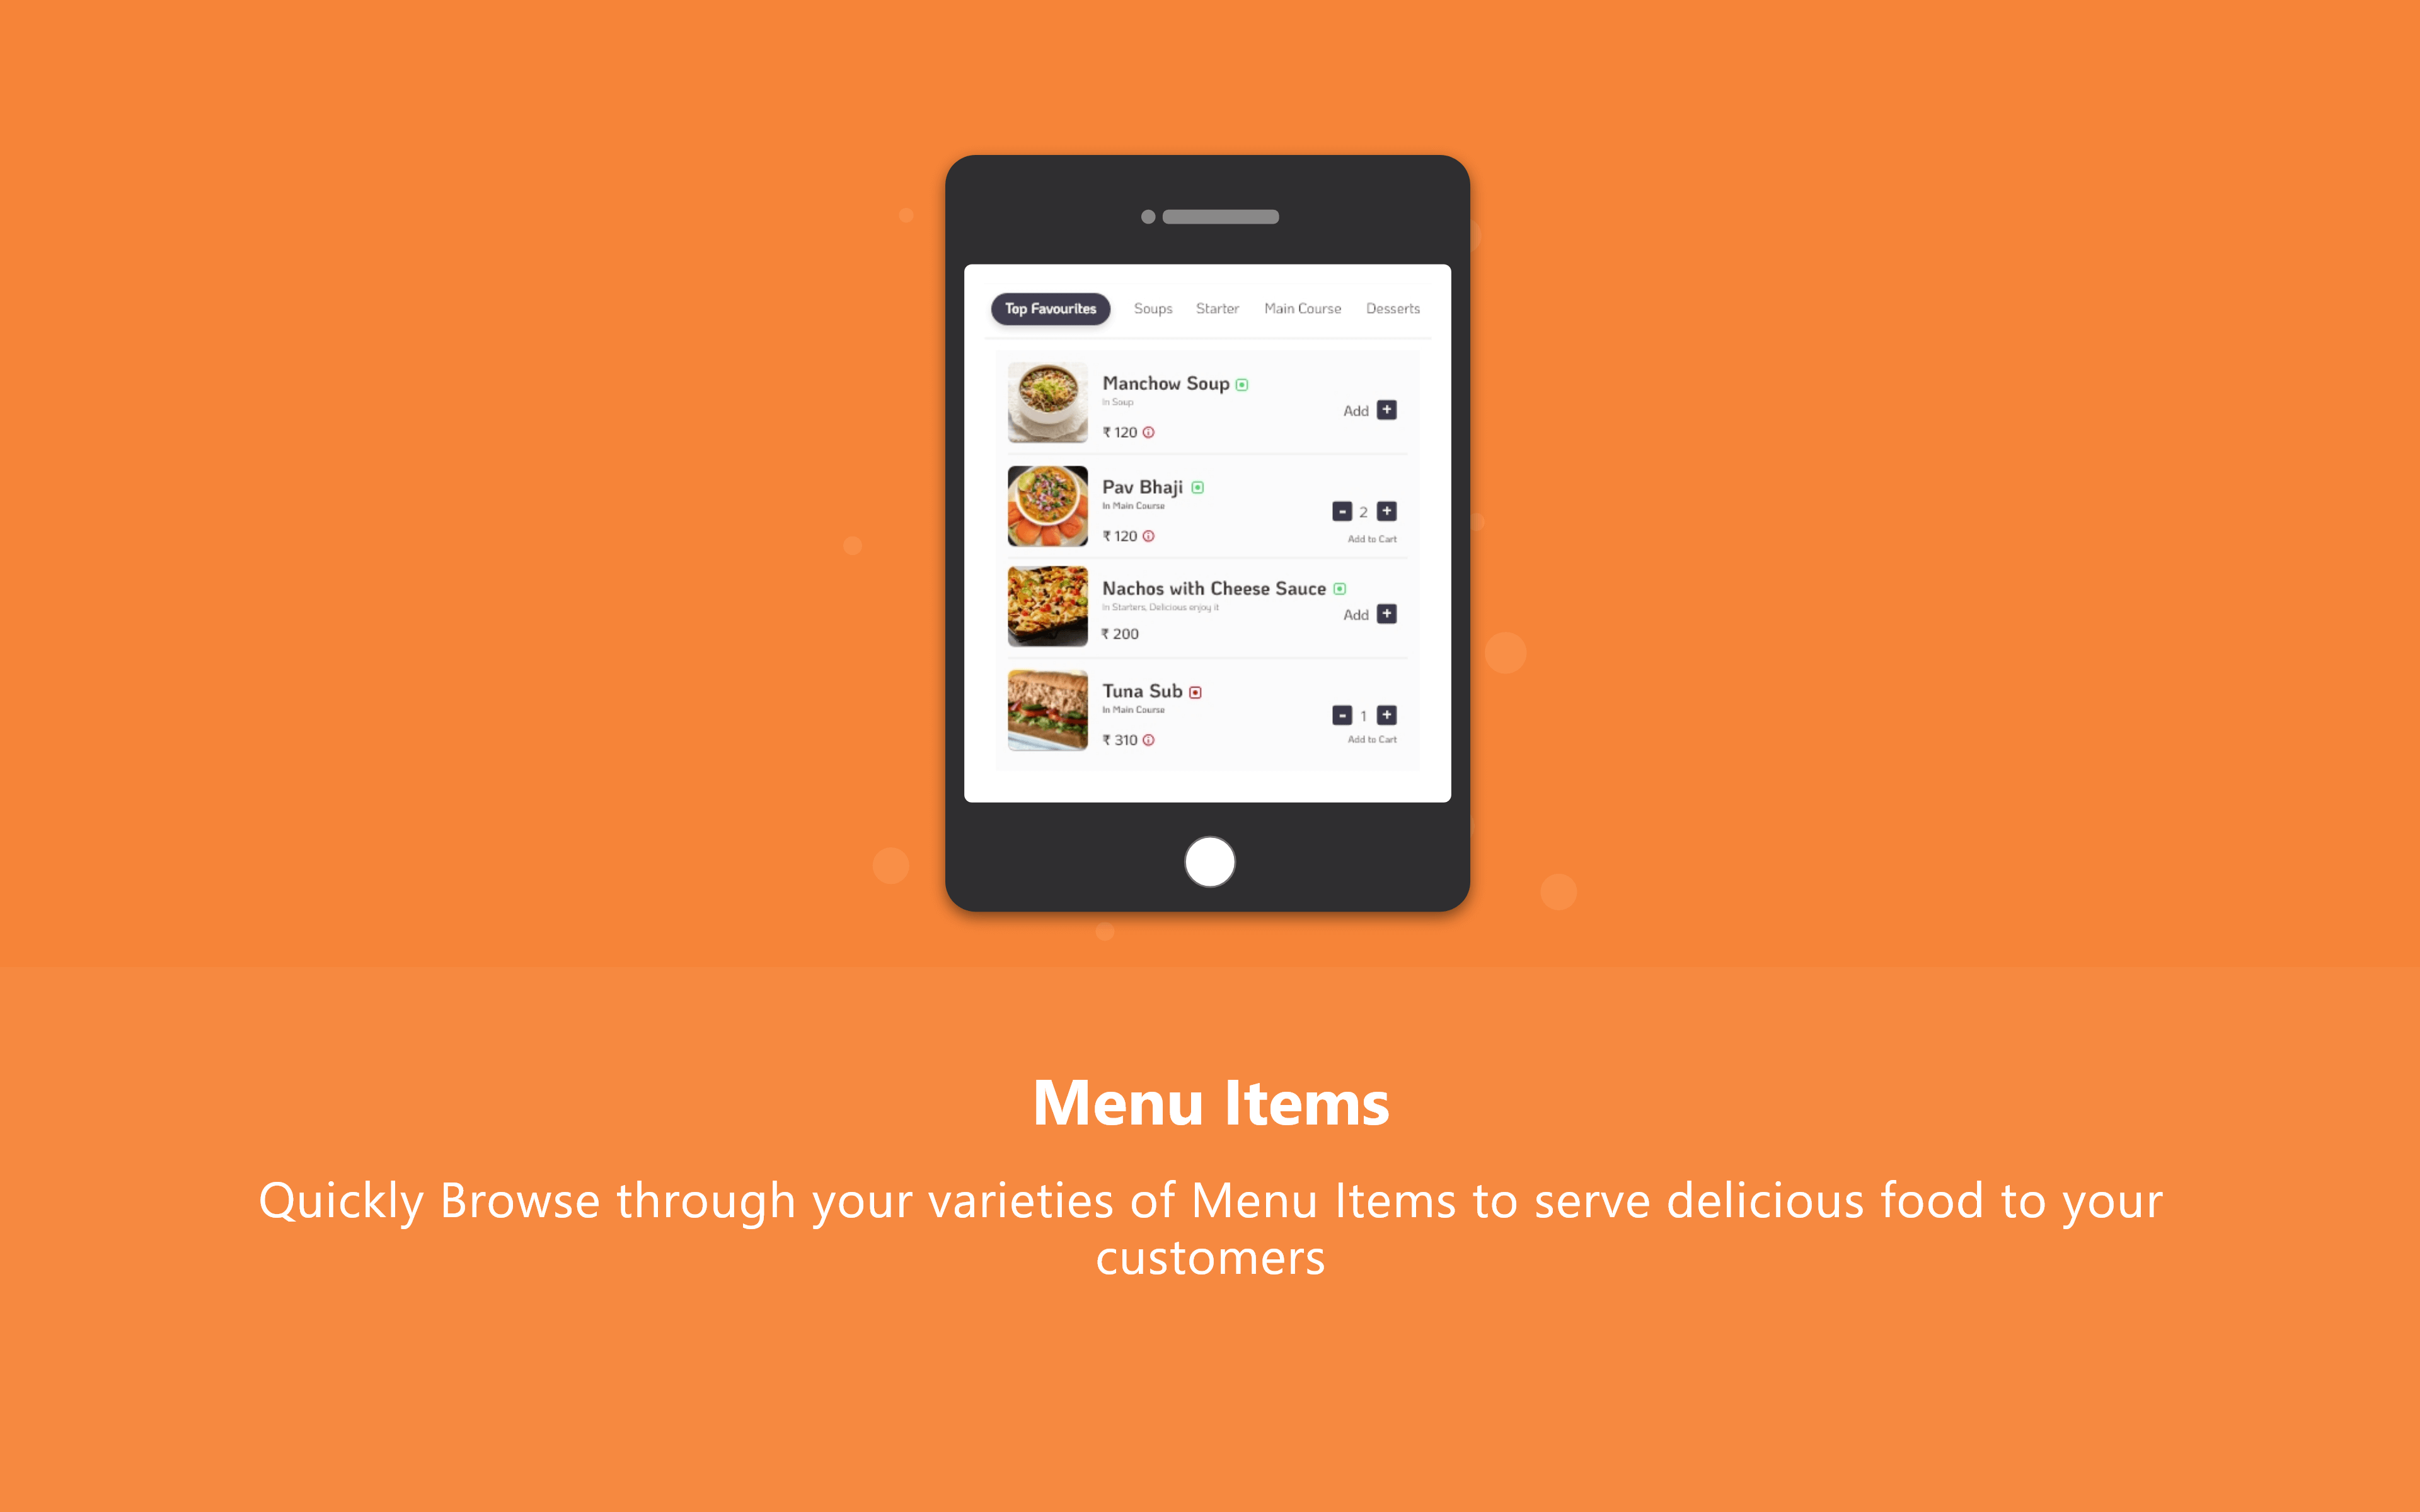 Top Favourites Soups Starter Main Course Desserts
Manchow Soup
In Soup
Add +
₹ 120
Pav Bhaji
In Main Course
- 2 +
₹ 120
Add to Cart
Nachos with Cheese Sauce
in Starters, Delicious enjoy it
Add +
₹ 200
Tuna Sub
In Main Course
- 1 +
₹ 310
Add to Cart
Menu Items
Quickly Browse through your varieties of Menu Items to serve delicious food to your
customers